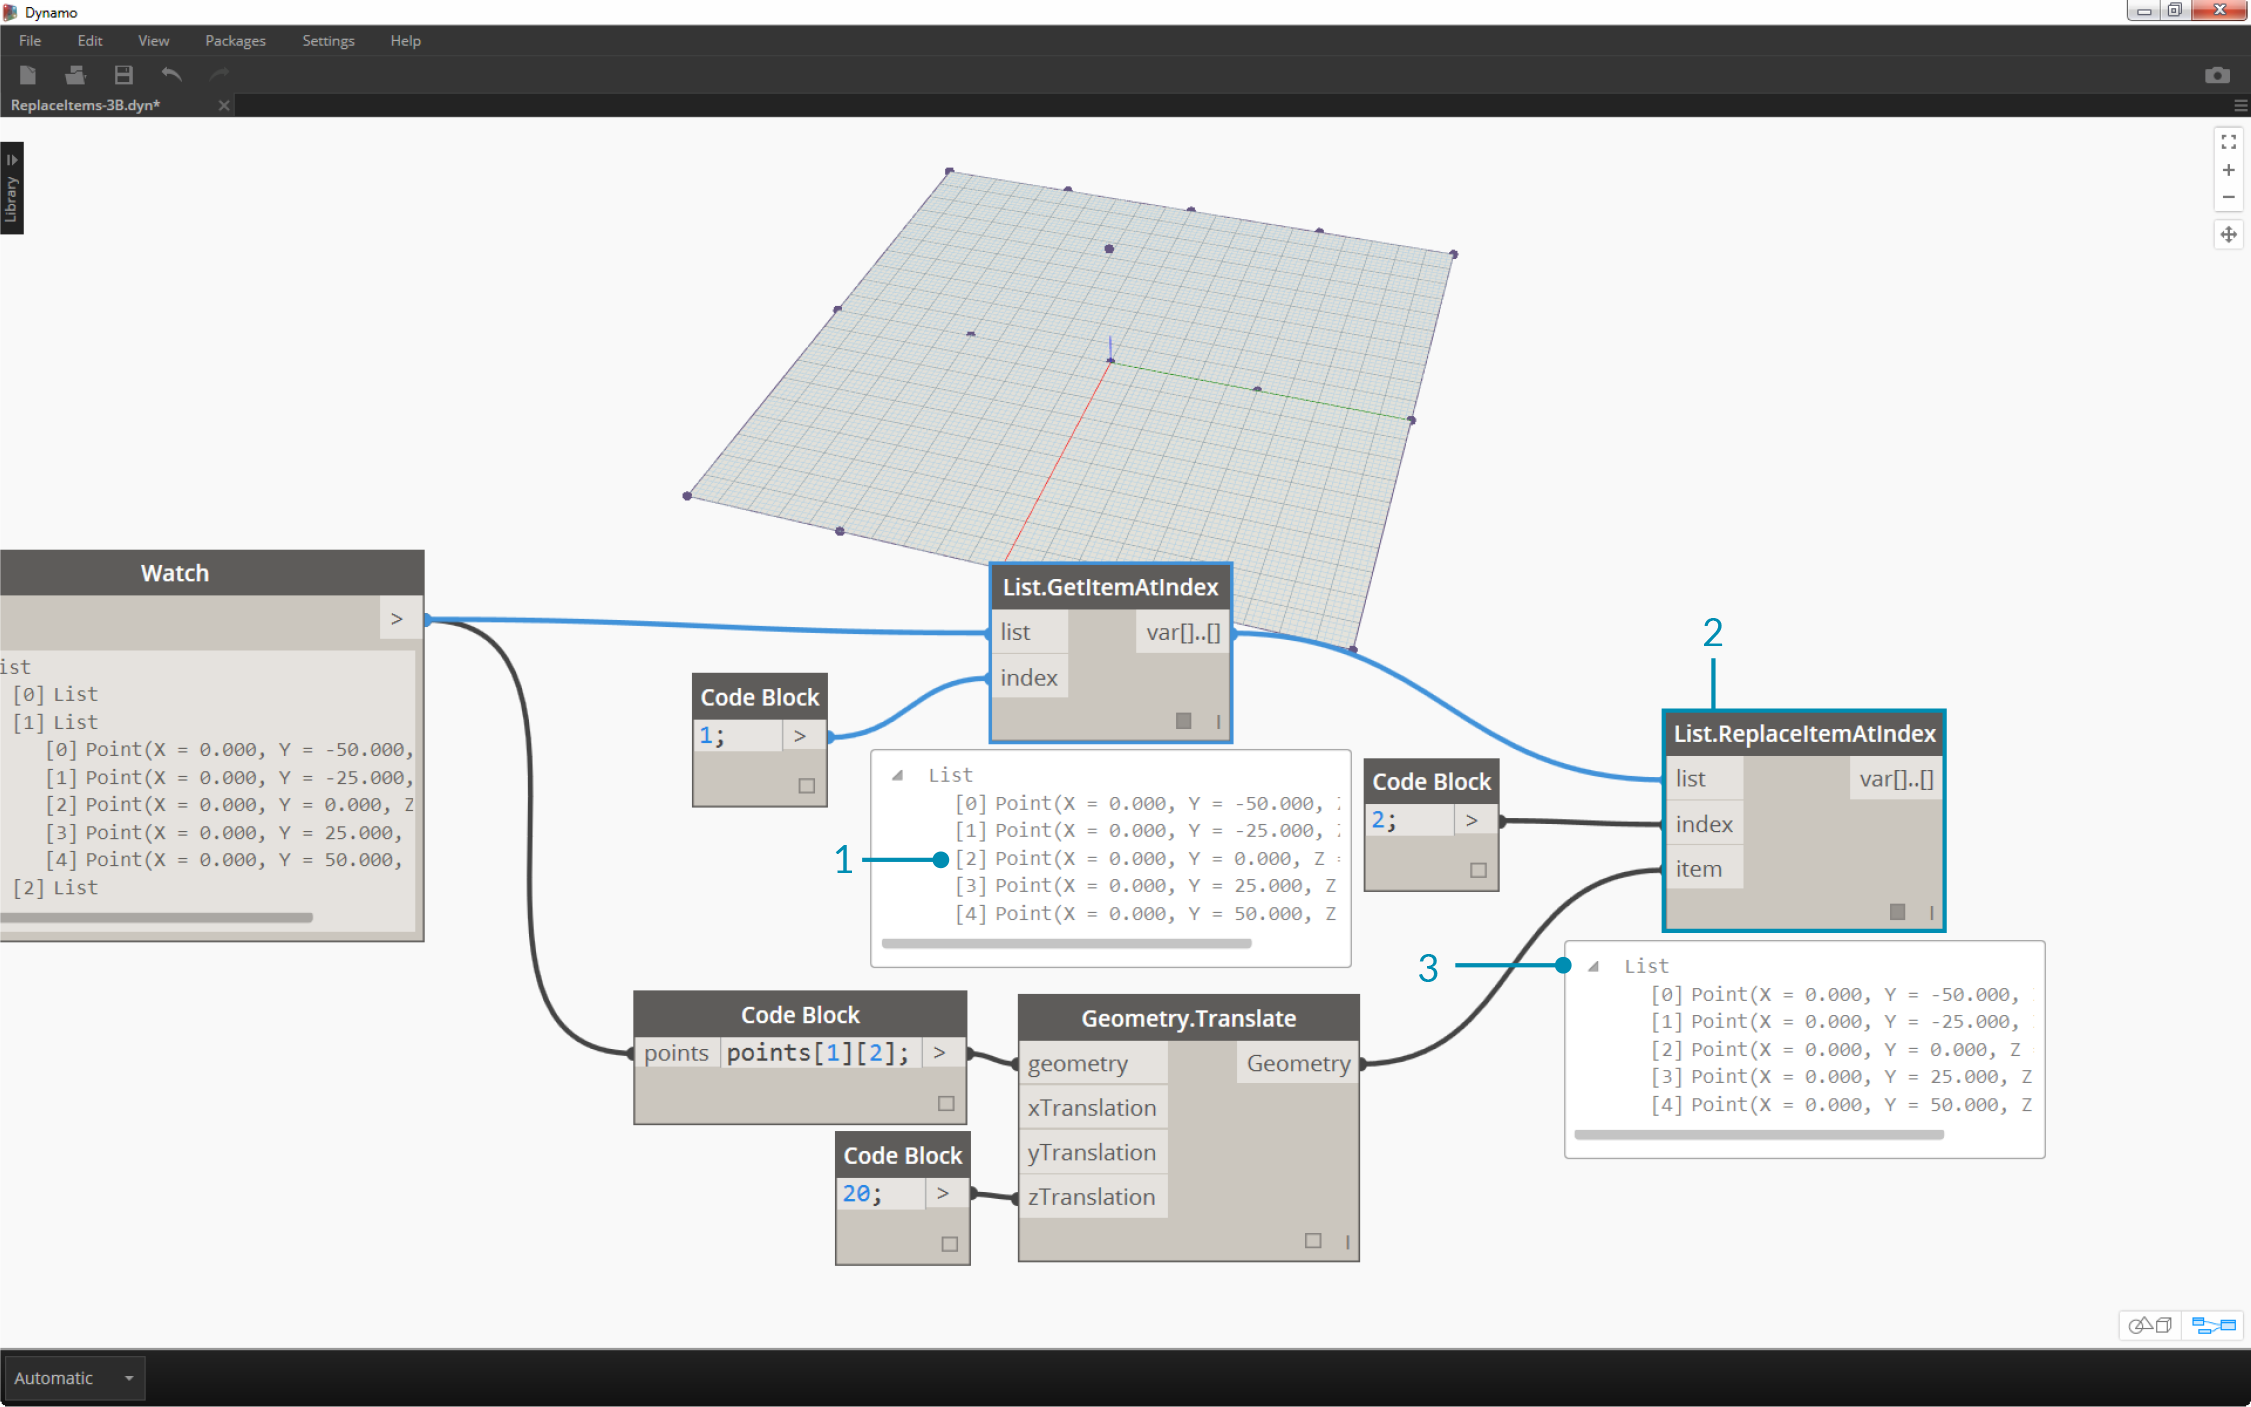 Dynamo
File Edit View Packages Settings Help
ReplaceItems-3B.dyn*
Library
Watch
>
ist
[0] List
[1] List
[0] Point(X = 0.000, Y = -50.000,
[1] Point(X = 0.000, Y = -25.000,
[2] Point(X = 0.000, Y = 0.000, Z
[3] Point(X = 0.000, Y = 25.000,
[4] Point(X = 0.000, Y = 50.000,
[2] List
Code Block
1; >
List.GetItemAtIndex
list var[]..[]
index
1
List
[0] Point(X = 0.000, Y = -50.000,
[1] Point(X = 0.000, Y = -25.000,
[2] Point(X = 0.000, Y = 0.000, Z =
[3] Point(X = 0.000, Y = 25.000, Z
[4] Point(X = 0.000, Y = 50.000, Z
Code Block
2; >
2
List.ReplaceItemAtIndex
list var[]..[]
index
item
3
List
[0] Point(X = 0.000, Y = -50.000,
[1] Point(X = 0.000, Y = -25.000,
[2] Point(X = 0.000, Y = 0.000, Z
[3] Point(X = 0.000, Y = 25.000, Z
[4] Point(X = 0.000, Y = 50.000, Z
Code Block
points points[1][2]; >
Code Block
20; >
Geometry.Translate
geometry Geometry
xTranslation
yTranslation
zTranslation
Automatic